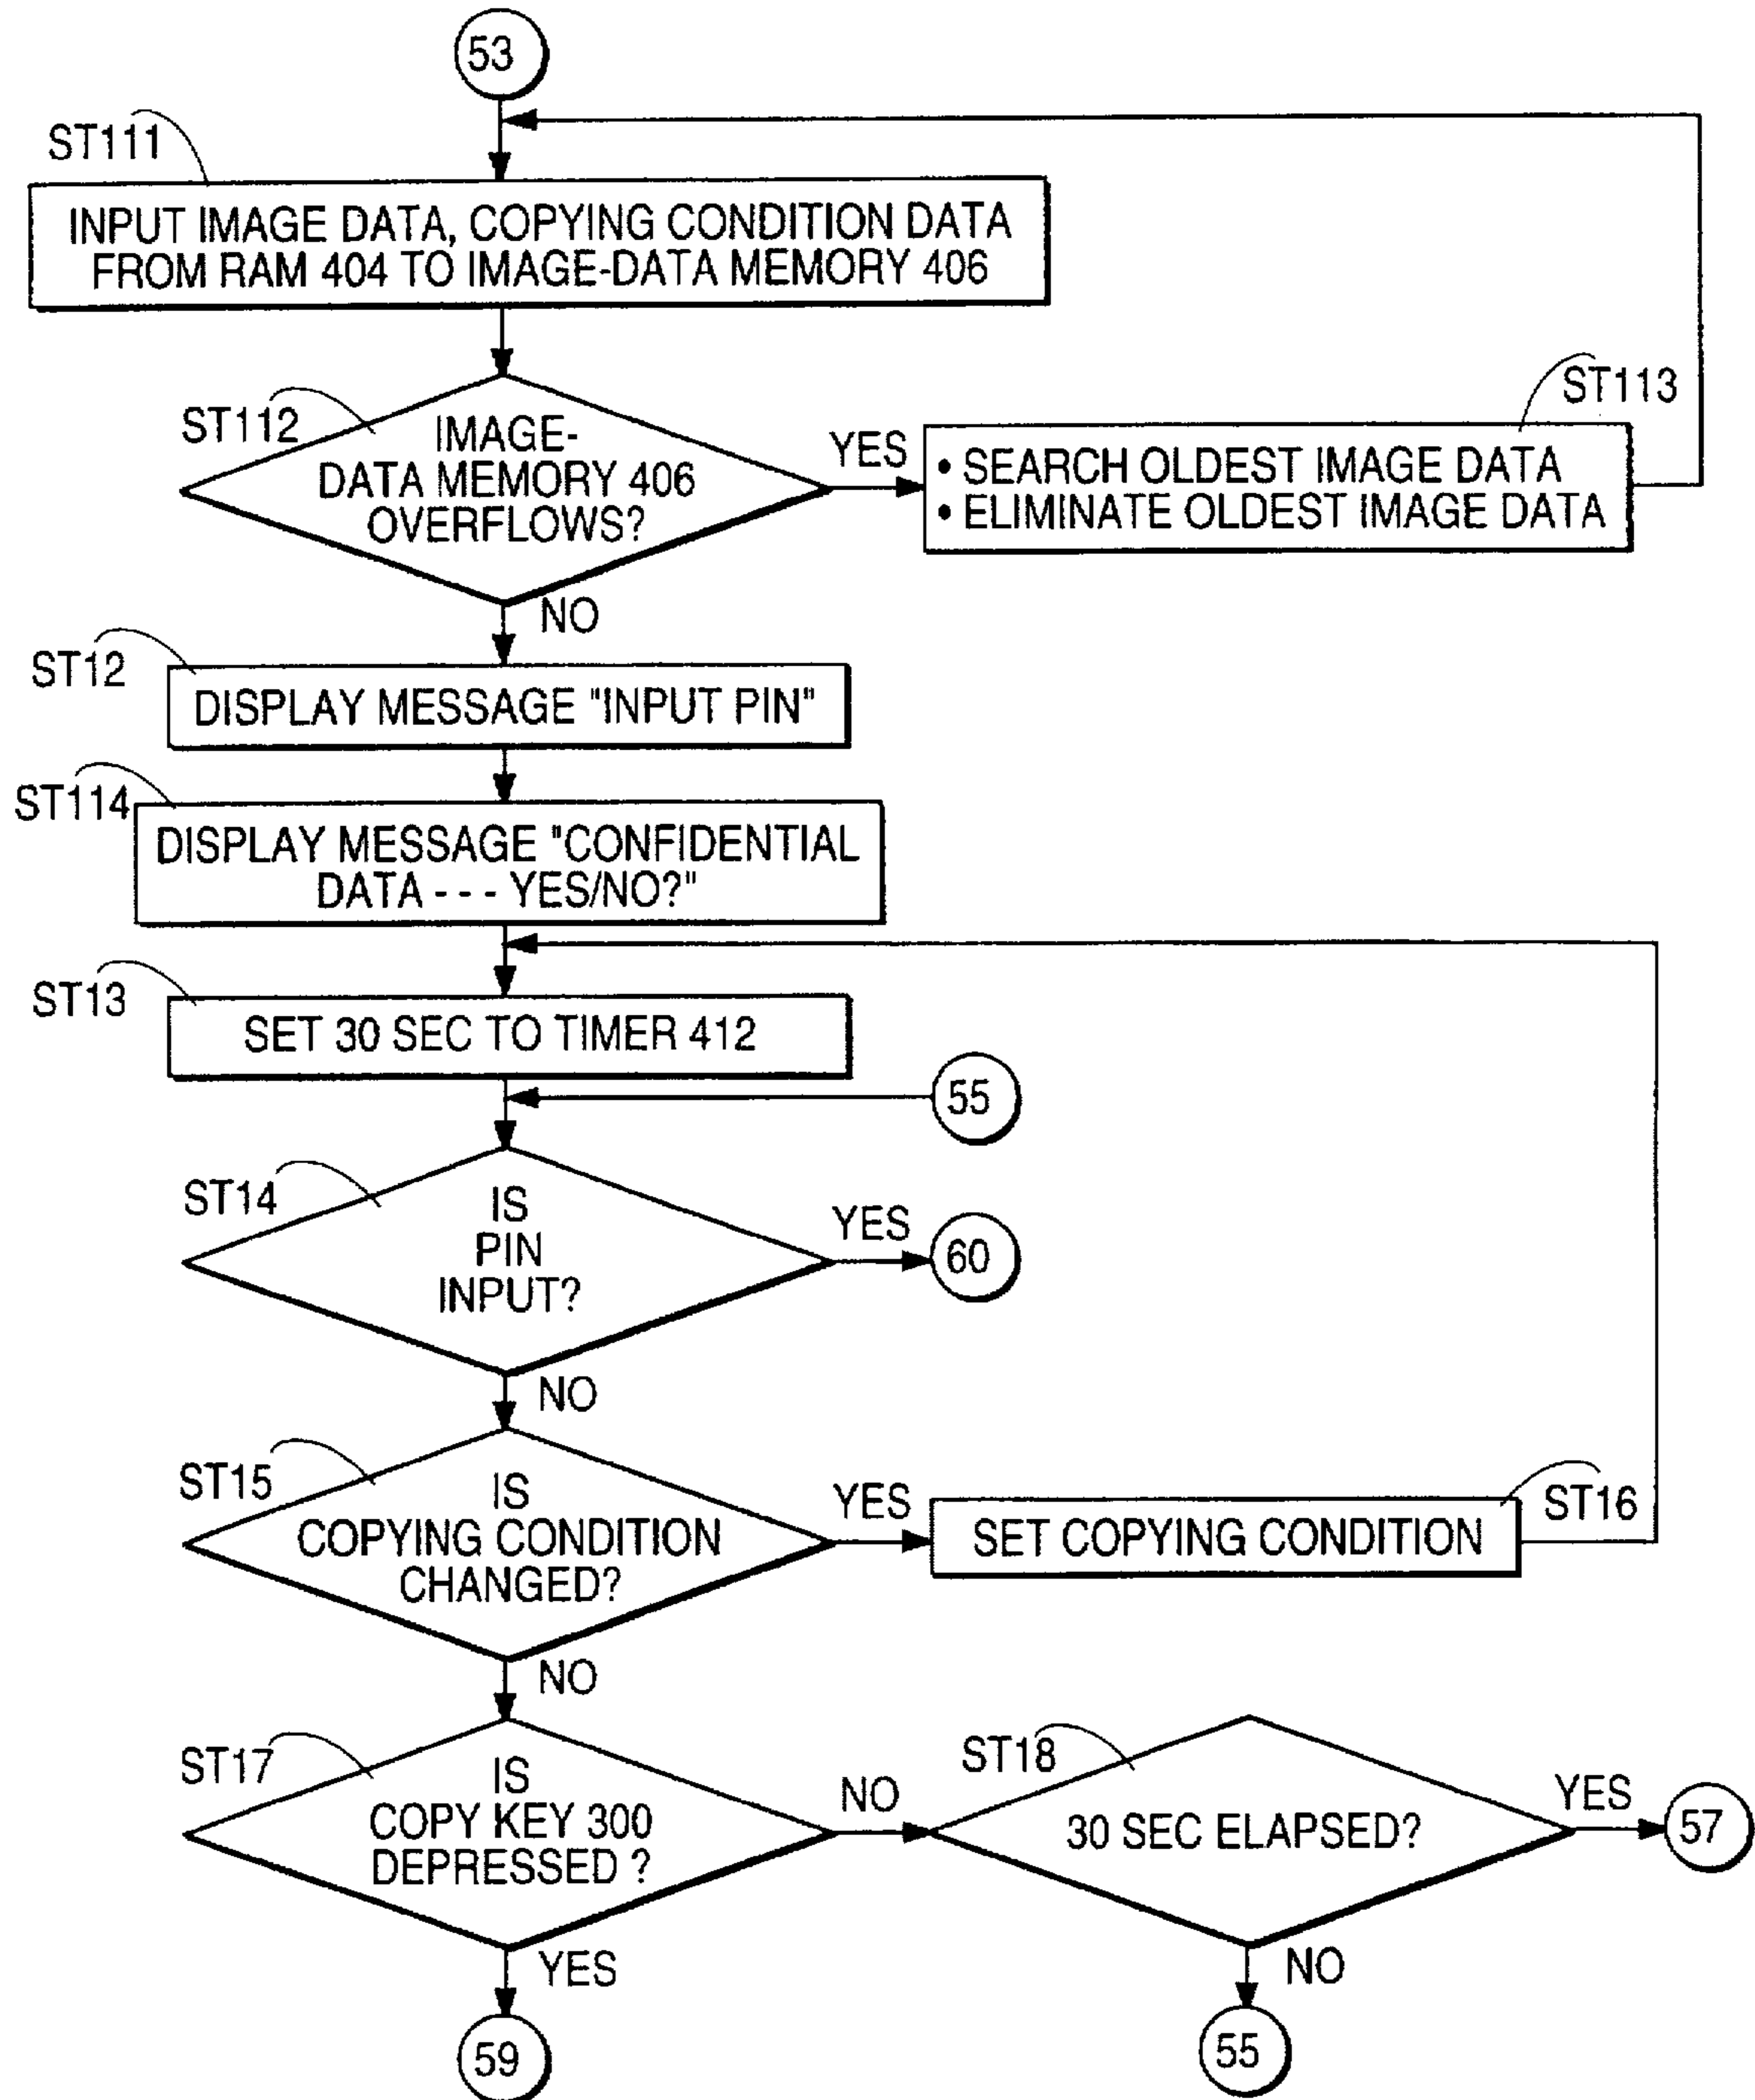 53
ST111
INPUT IMAGE DATA, COPYING CONDITION DATA
FROM RAM 404 TO IMAGE-DATA MEMORY 406
ST112
IMAGE-
DATA MEMORY 406
OVERFLOWS?
YES
ST113
• SEARCH OLDEST IMAGE DATA
• ELIMINATE OLDEST IMAGE DATA
NO
ST12
DISPLAY MESSAGE "INPUT PIN"
ST114
DISPLAY MESSAGE "CONFIDENTIAL
DATA - - - YES/NO?"
ST13
SET 30 SEC TO TIMER 412
55
ST14
IS
PIN
INPUT?
YES
60
NO
ST15
IS
COPYING CONDITION
CHANGED?
YES
ST16
SET COPYING CONDITION
NO
ST17
IS
COPY KEY 300
DEPRESSED ?
NO
ST18
30 SEC ELAPSED?
YES
57
YES
59
NO
55